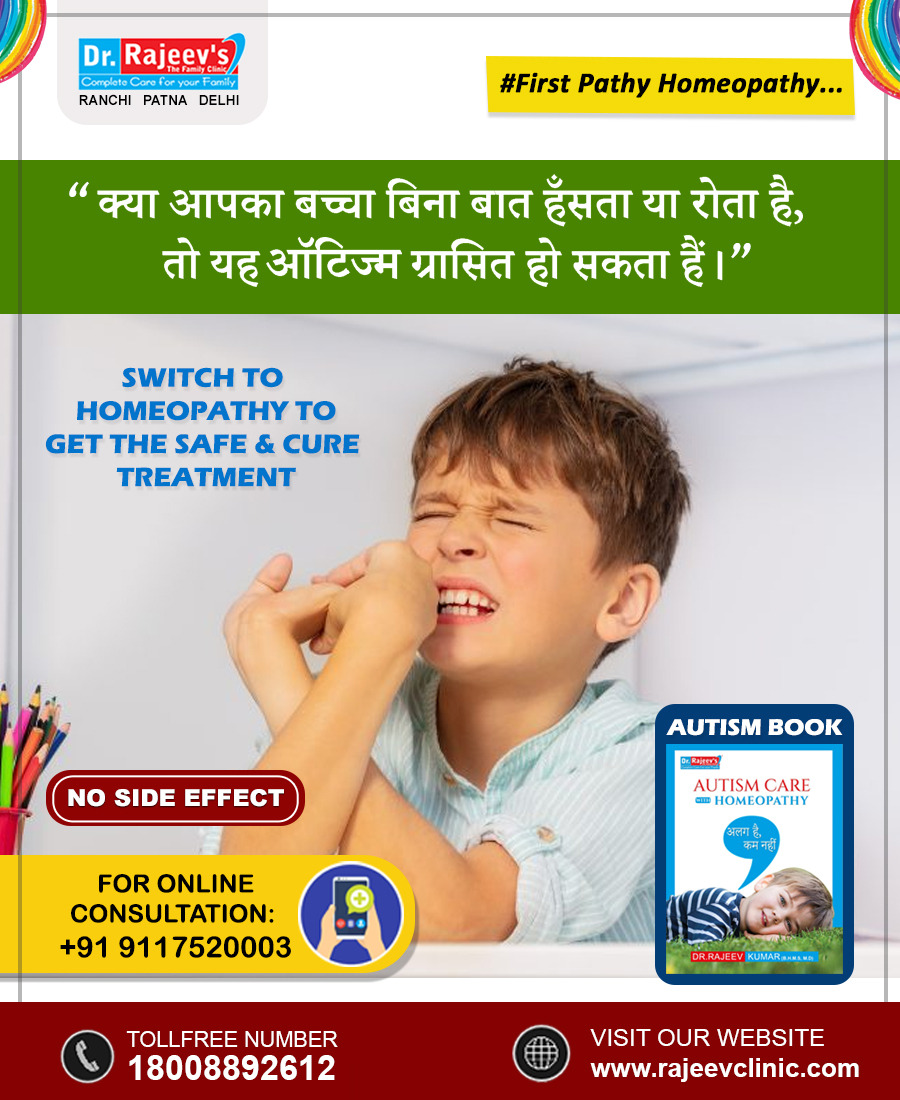 Dr. Rajeev's
The Family Clinic
Complete Care for your Family
RANCHI PATNA DELHI
#First Pathy Homeopathy...
“ क्या आपका बच्चा बिना बात हँसता या रोता है,
तो यह ऑटिज्म ग्रासित हो सकता हैं।”
SWITCH TO
HOMEOPATHY TO
GET THE SAFE & CURE
TREATMENT
NO SIDE EFFECT
FOR ONLINE
CONSULTATION:
+91 9117520003
AUTISM BOOK
Dr. Rajeev's
AUTISM CARE
WITH HOMEOPATHY
अलग है,
कम नहीं
DR.RAJEEV KUMAR (B.H.M.S. M.D)
TOLLFREE NUMBER
18008892612
VISIT OUR WEBSITE
www.rajeevclinic.com